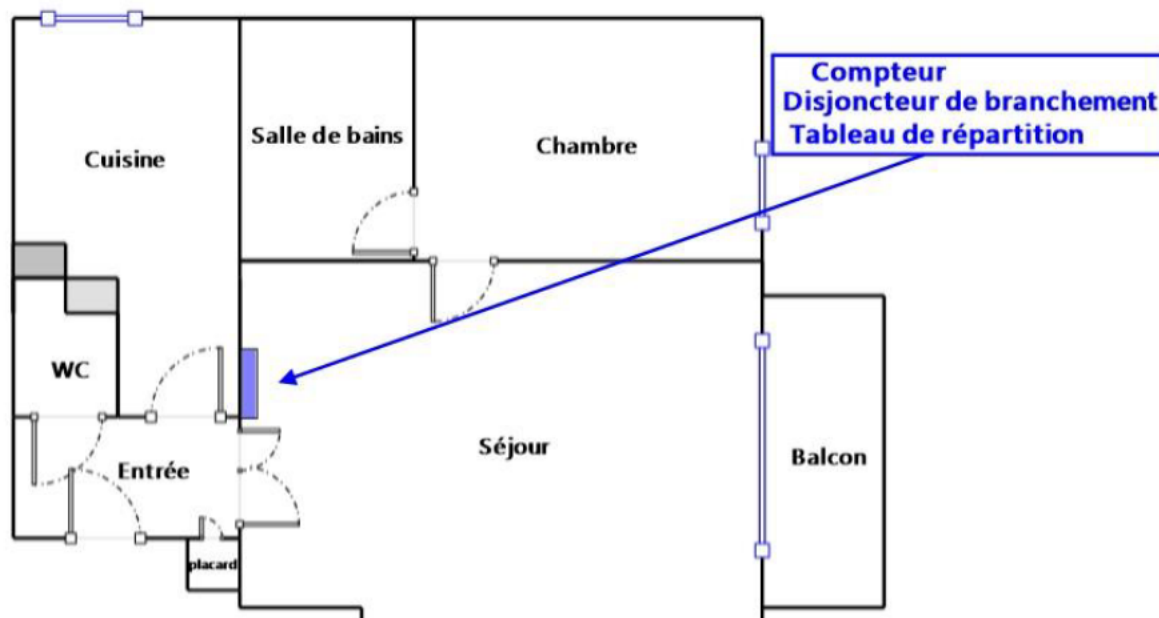 Compteur
Disjoncteur de branchement
Tableau de répartition
Salle de bains
Chambre
Cuisine
WC
Séjour
Balcon
Entrée
placard